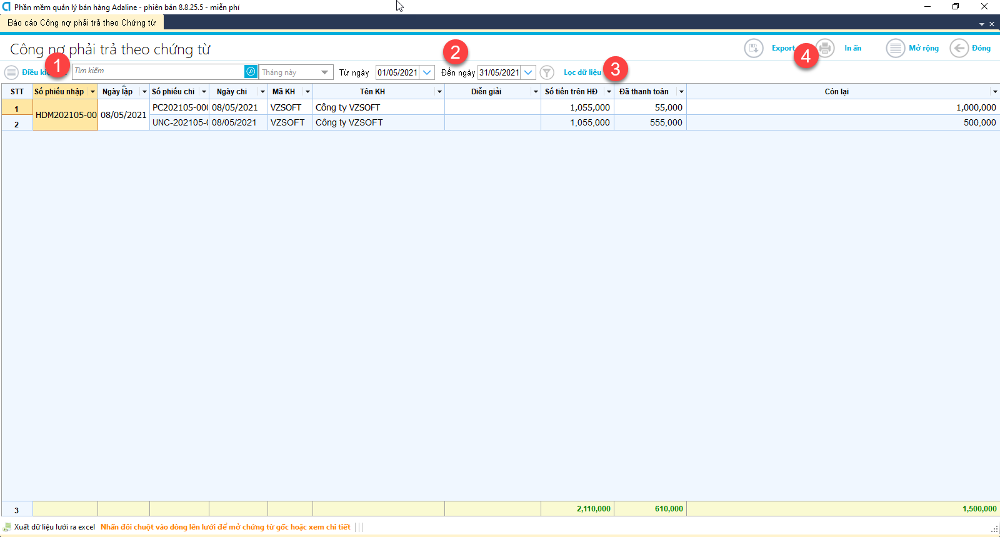 Phần mềm quản lý bán hàng Adaline - phiên bản 8.8.25.5 - miễn phí
Báo cáo Công nợ phải trả theo Chứng từ
Công nợ phải trả theo chứng từ
Export
In ấn
Mở rộng
Đóng
1
2
3
4
Điều
Tìm kiếm
Tháng này
Từ ngày
01/05/2021
Đến ngày
31/05/2021
Lọc dữ liệu
STT Số phiếu nhập Ngày lập Số phiếu chi Ngày chi Mã KH Tên KH Diễn giải Số tiền trên HĐ Đã thanh toán Còn lại
1 HDM202105-00 08/05/2021 PC202105-00 08/05/2021 VZSOFT Công ty VZSOFT 1,055,000 55,000 1,000,000
2 UNC-202105- 08/05/2021 VZSOFT Công ty VZSOFT 1,055,000 555,000 500,000
3 2,110,000 610,000 1,500,000
Xuất dữ liệu lưới ra excel Nhấn đôi chuột vào dòng lên lưới để mở chứng từ gốc hoặc xem chi tiết